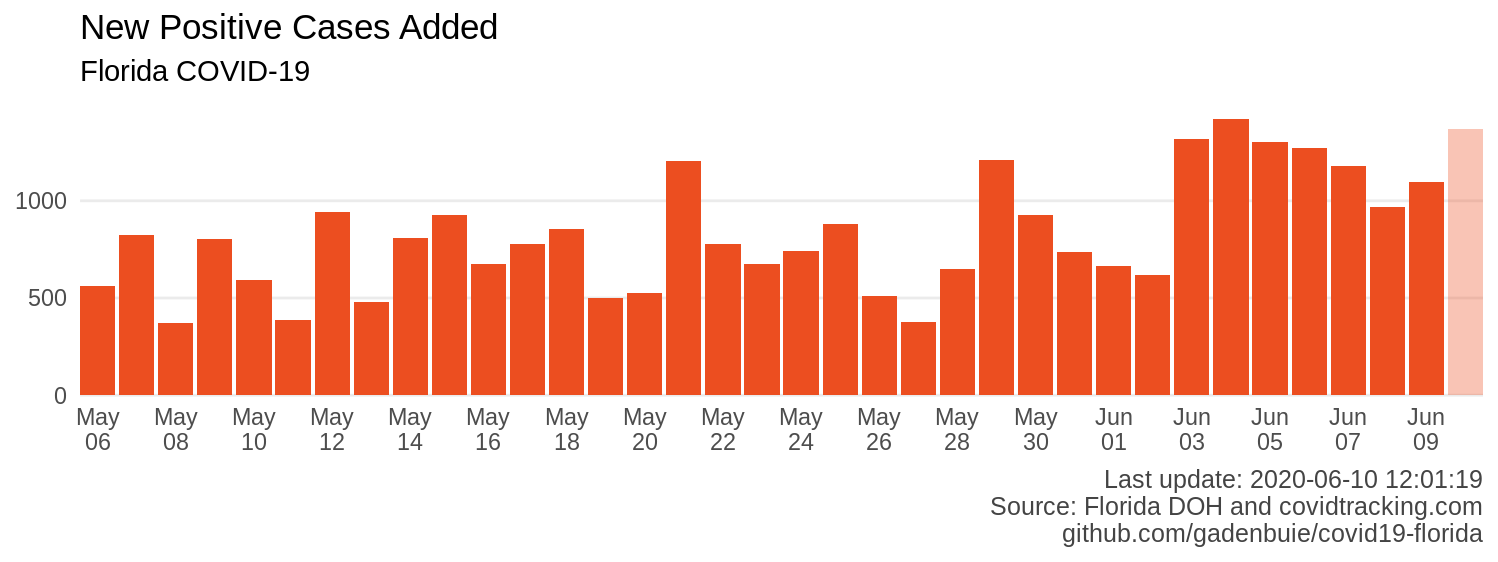 New Positive Cases Added
Florida COVID-19
1000
500
0
May May May May May May May May May May May May May Jun Jun Jun Jun Jun
06 08 10 12 14 16 18 20 22 24 26 28 30 01 03 05 07 09
Last update: 2020-06-10 12:01:19
Source: Florida DOH and covidtracking.com
github.com/gadenbuie/covid19-florida